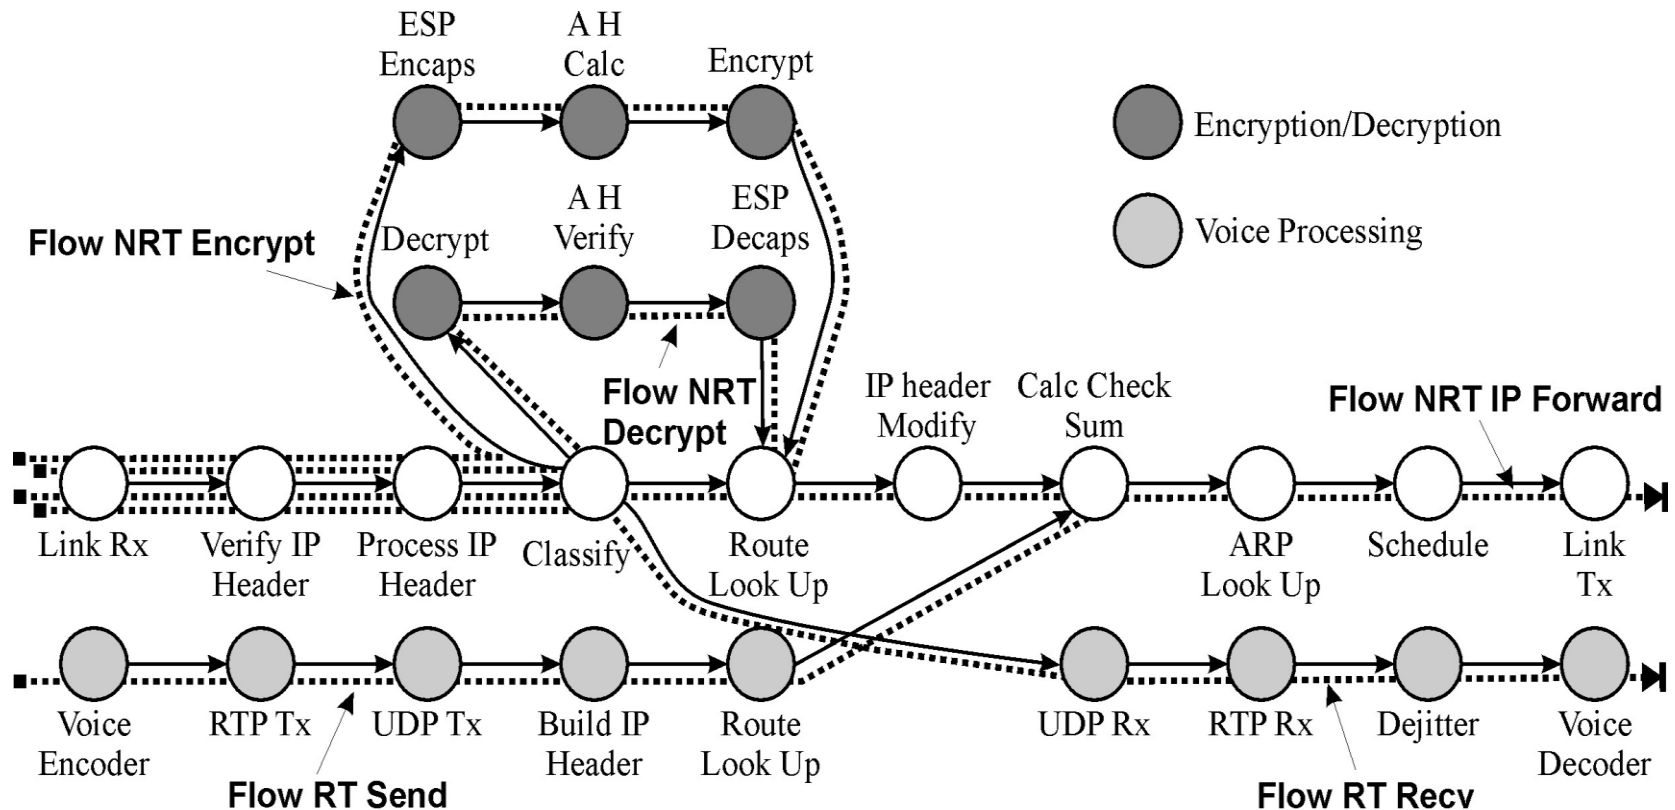 ESP
Encaps
A H
Calc
Encrypt
Encryption/Decryption
Flow NRT Encrypt
Decrypt
A H
Verify
ESP
Decaps
Voice Processing
Flow NRT
Decrypt
IP header
Modify
Calc Check
Sum
Flow NRT IP Forward
Link Rx
Verify IP
Header
Process IP
Header
Classify
Route
Look Up
ARP
Look Up
Schedule
Link
Tx
Voice
Encoder
RTP Tx
UDP Tx
Build IP
Header
Route
Look Up
UDP Rx
RTP Rx
Dejitter
Voice
Decoder
Flow RT Send
Flow RT Recv